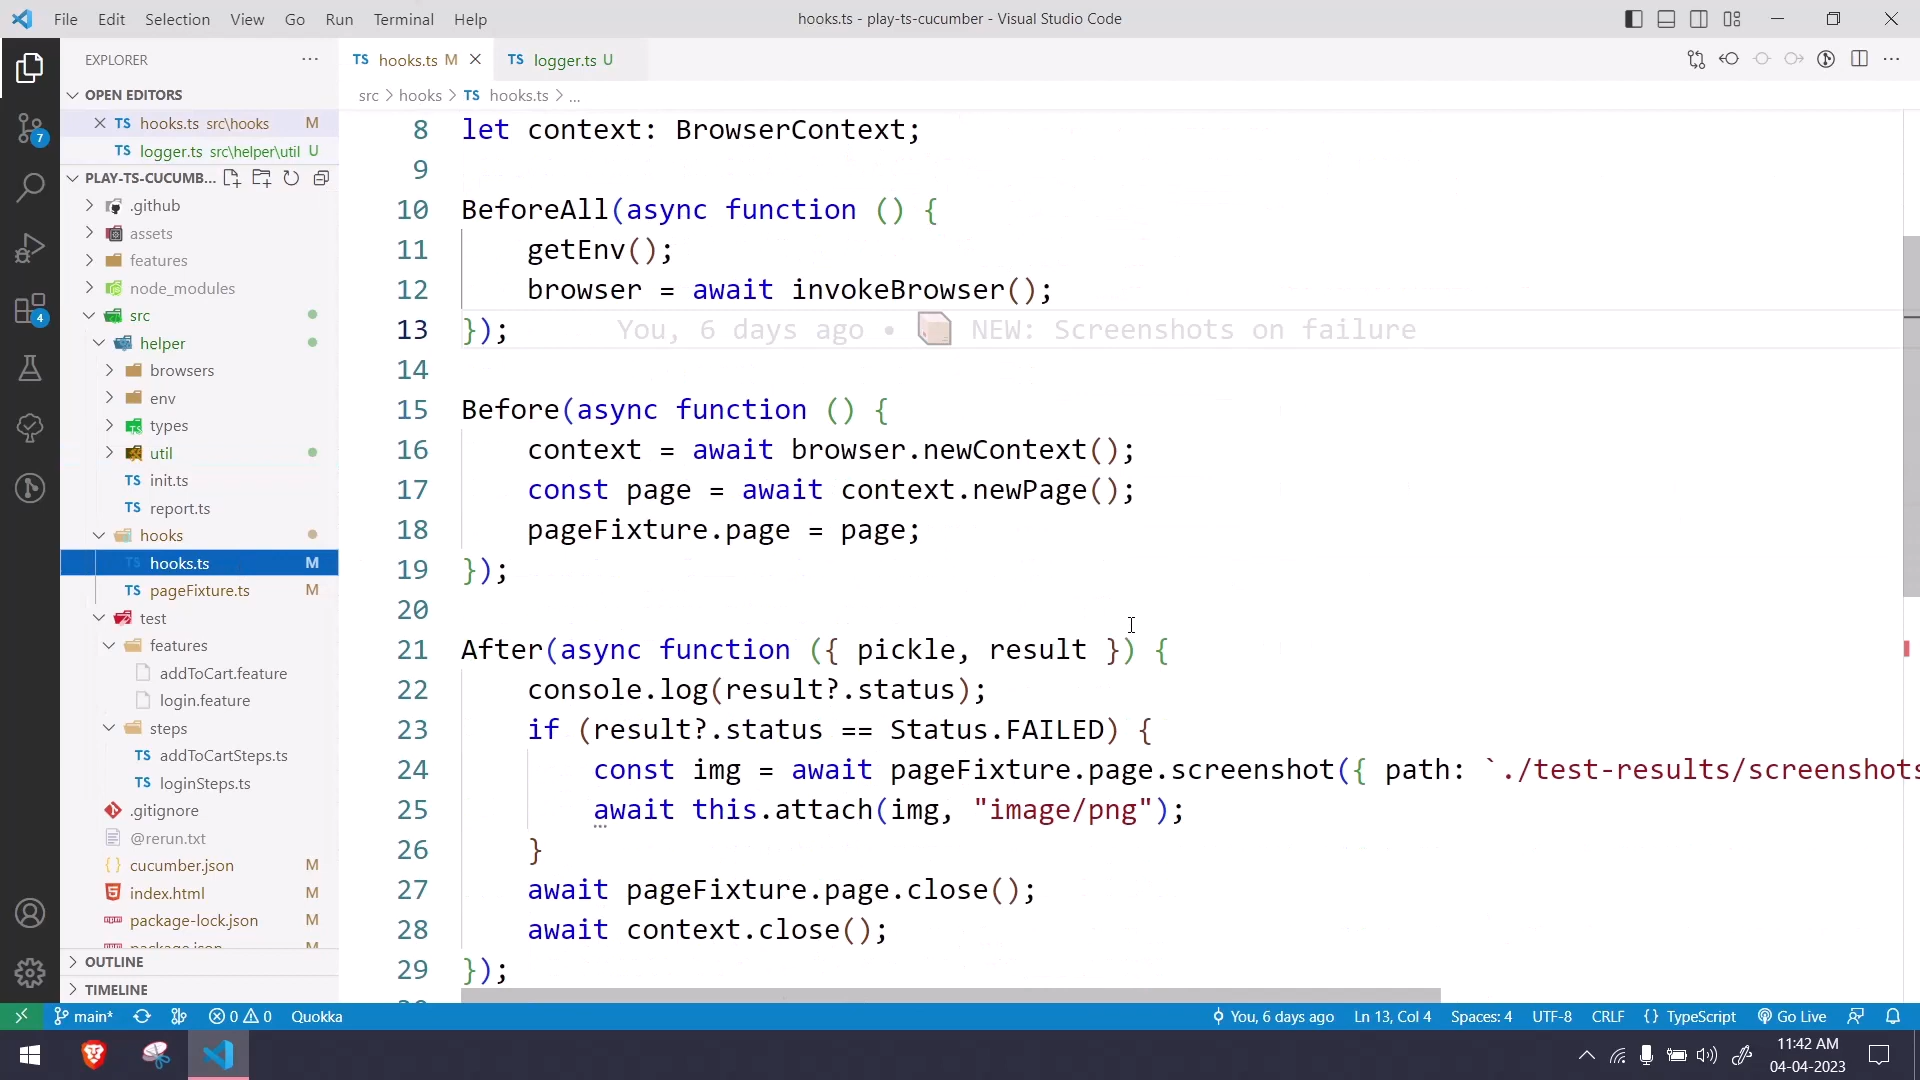 File Edit Selection View Go Run Terminal Help
hooks.ts - play-ts-cucumber - Visual Studio Code
EXPLORER
TS hooks.ts M
TS logger.ts U
OPEN EDITORS
TS hooks.ts src\hooks M
TS logger.ts src\helper\util U
src > hooks > TS hooks.ts > ...
PLAY-TS-CUCUMB...
.github
assets
features
node_modules
src
helper
browsers
env
types
util
TS init.ts
TS report.ts
hooks
TS hooks.ts M
TS pageFixture.ts M
test
features
addToCart.feature
login.feature
steps
TS addToCartSteps.ts
TS loginSteps.ts
.gitignore
@rerun.txt
{} cucumber.json M
index.html M
package-lock.json M
package.json M
OUTLINE
TIMELINE
8 let context: BrowserContext;
9
10 BeforeAll(async function () {
11 getEnv();
12 browser = await invokeBrowser();
13 }); You, 6 days ago • NEW: Screenshots on failure
14
15 Before(async function () {
16 context = await browser.newContext();
17 const page = await context.newPage();
18 pageFixture.page = page;
19 });
20
21 After(async function ({ pickle, result }) {
22 console.log(result?.status);
23 if (result?.status == Status.FAILED) {
24 const img = await pageFixture.page.screenshot({ path: `./test-results/screenshots
25 await this.attach(img, "image/png");
26 }
27 await pageFixture.page.close();
28 await context.close();
29 });
7
4
main* 0 0 Quokka
You, 6 days ago Ln 13, Col 4 Spaces: 4 UTF-8 CRLF {} TypeScript Go Live
11:42 AM
04-04-2023